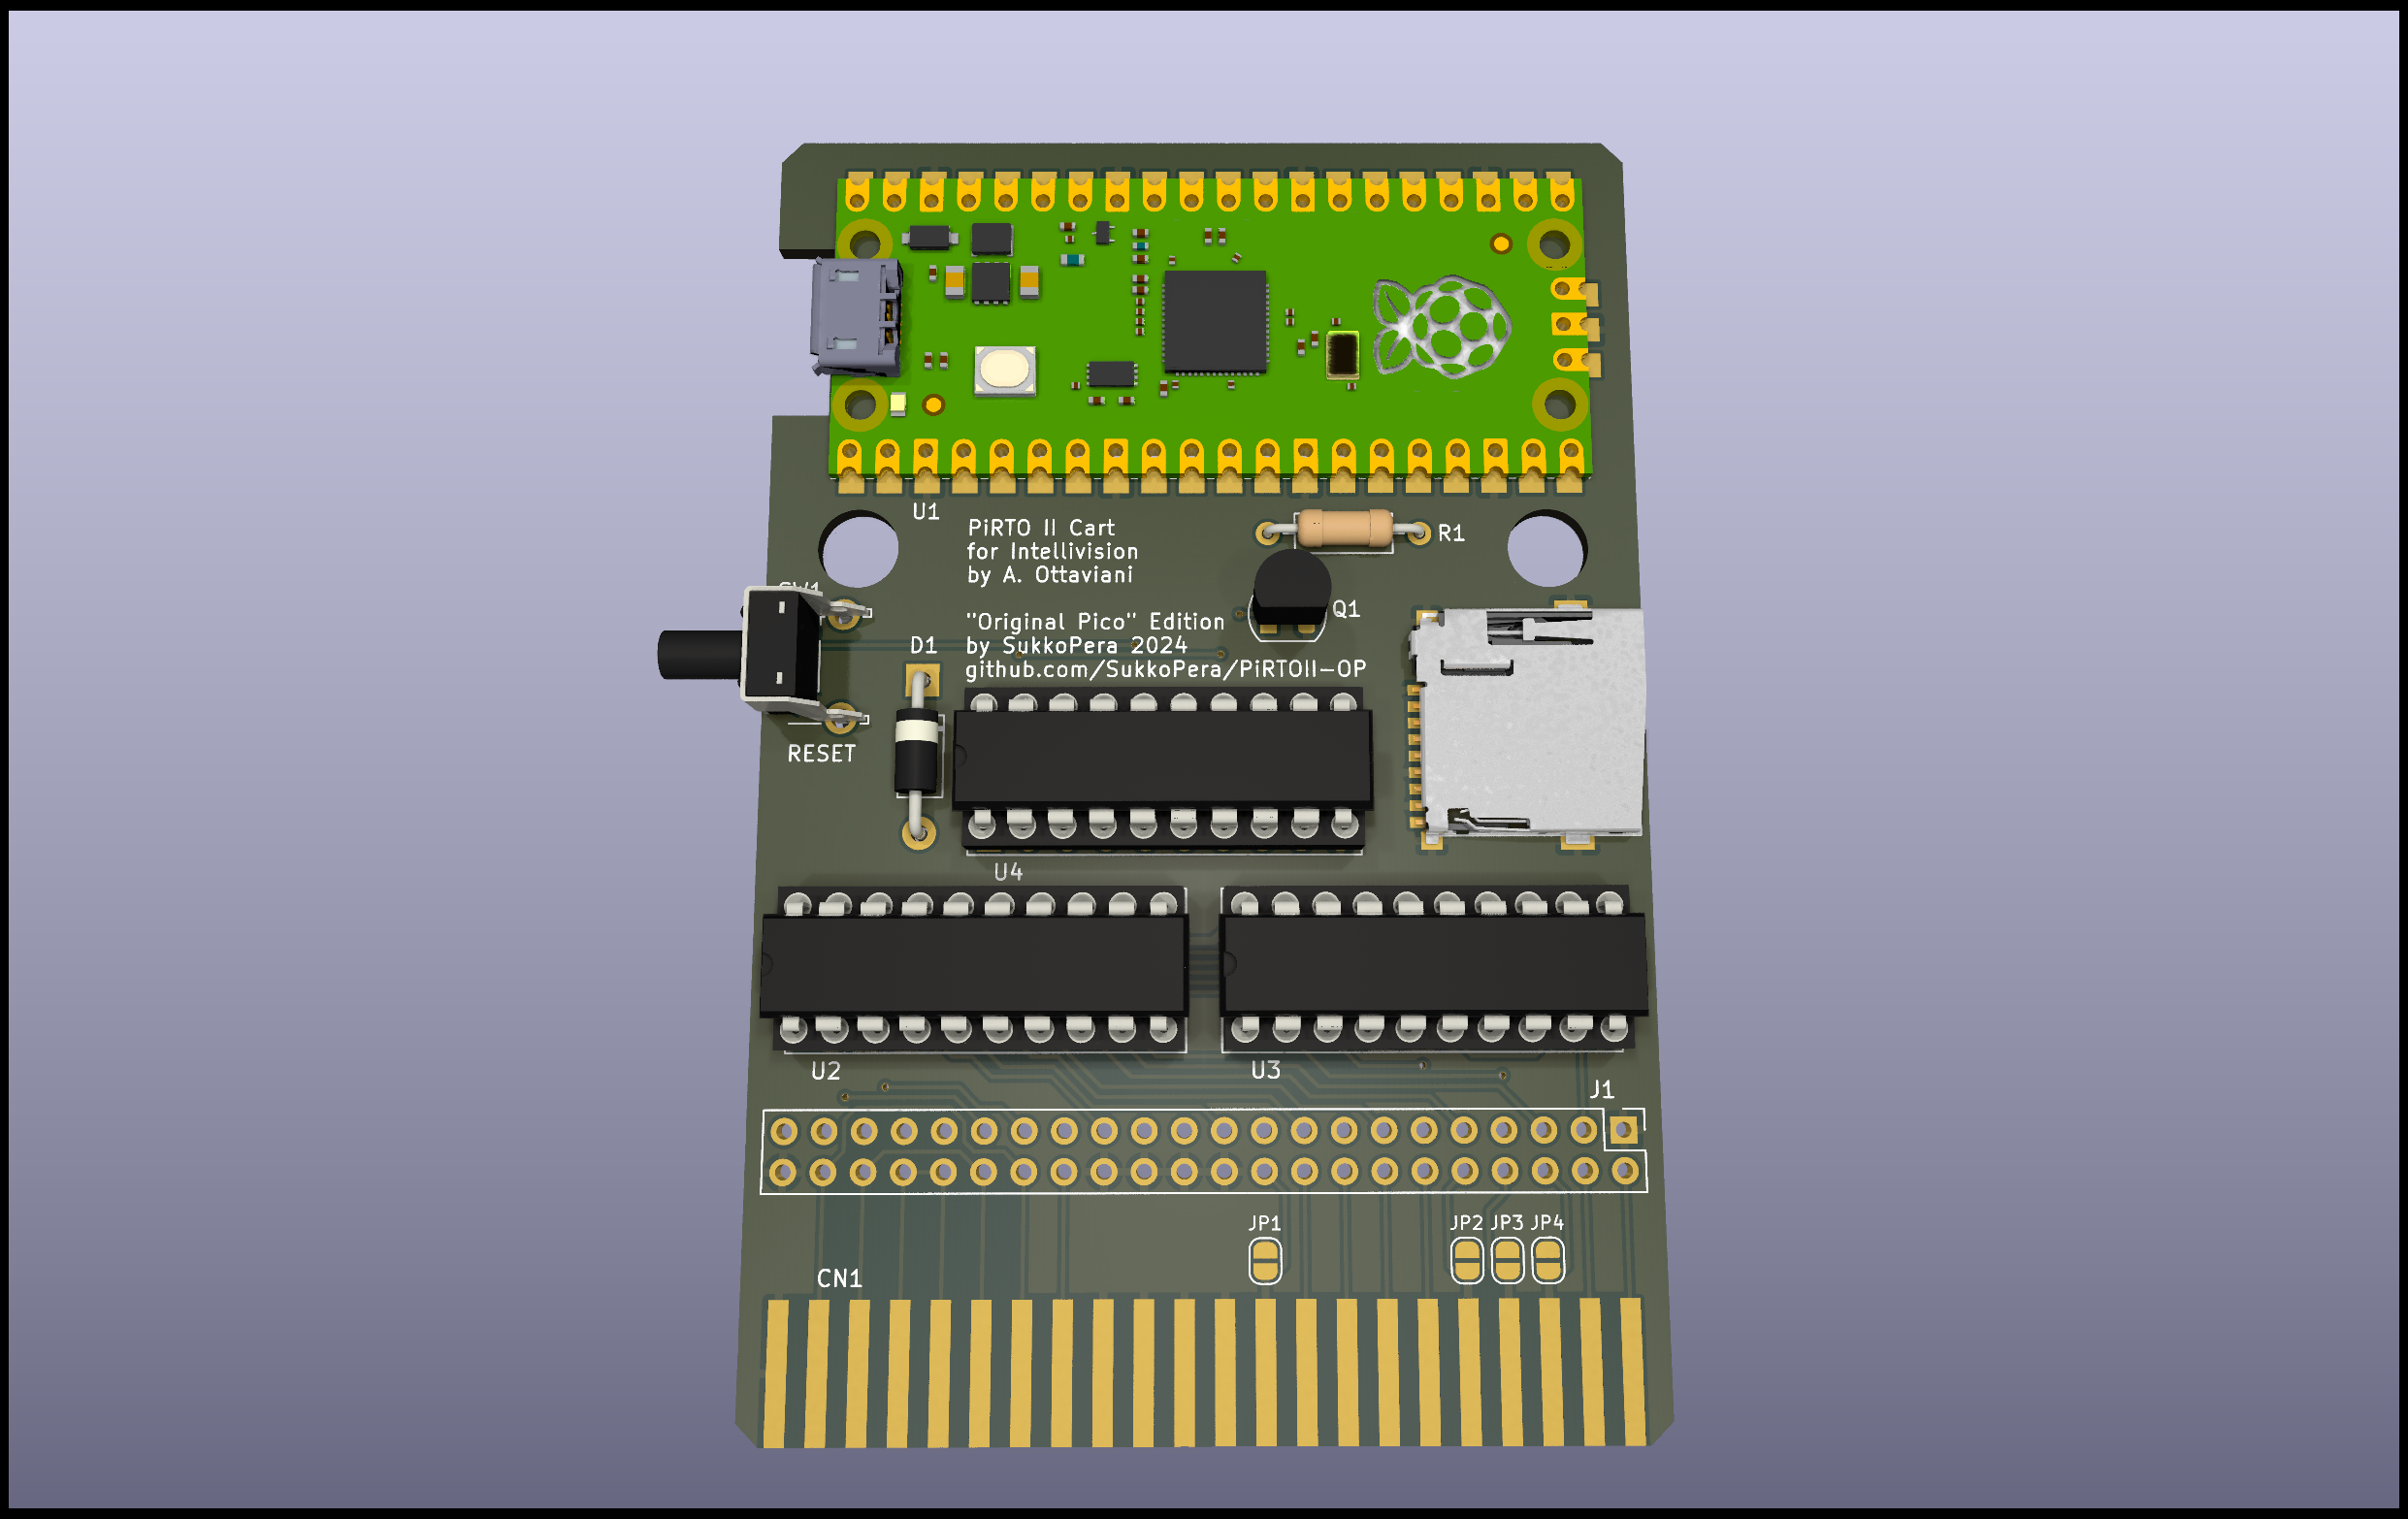 U1
PiRTO II Cart
for Intellivision
by A. Ottaviani
R1
"Original Pico" Edition
by SukkoPera 2024
github.com/SukkoPera/PiRTOII-OP
Q1
SW1
D1
RESET
U4
U2
U3
J1
JP1
JP2 JP3 JP4
CN1